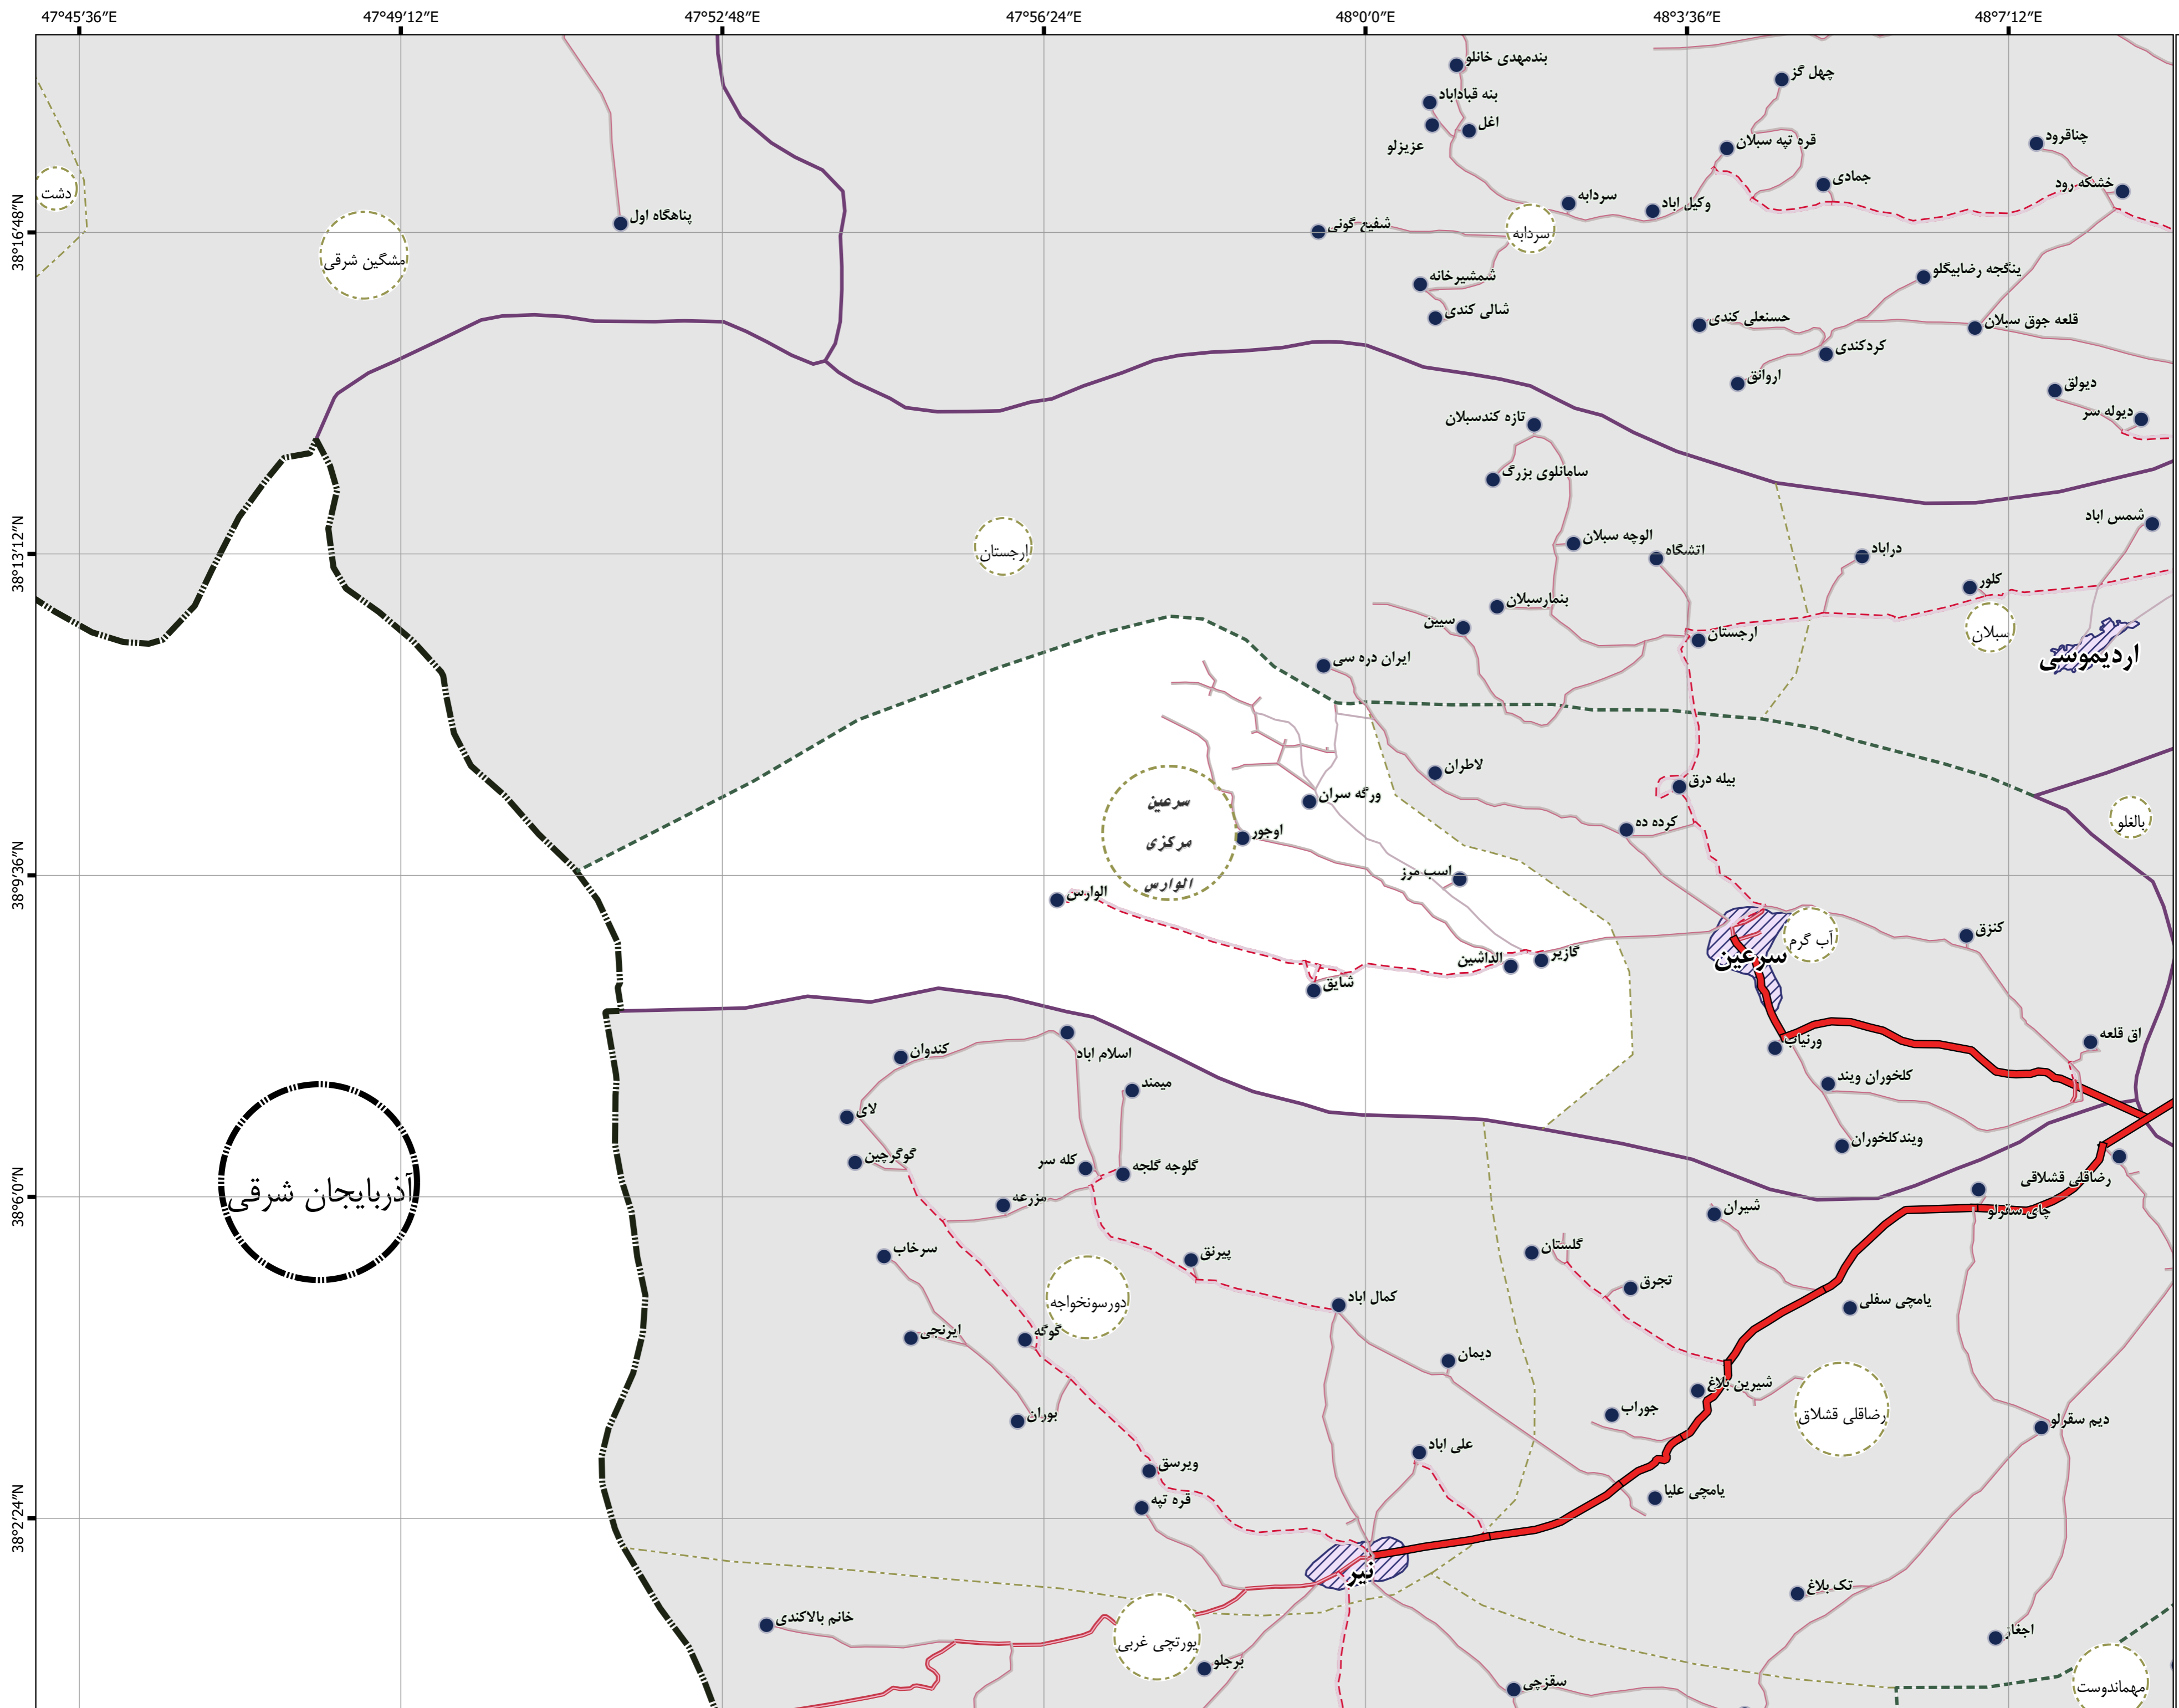 47°45′36″E 47°49′12″E 47°52′48″E 47°56′24″E 48°0′0″E 48°3′36″E 48°7′12″E
بندمهدی خانلو
چهل گز
بنه قباداباد
اغل
عزیزلو
قره تپه سبلان
چناقرود
جمادی
خشکه رود
دشت
سردابه
وکیل اباد
پناهگاه اول
شفیع گونی
سردابه
38°16′48″N
مشگین شرقی
شمشیرخانه
ینگجه رضابیگلو
شالی کندی
حسنعلی کندی
قلعه جوق سبلان
کردکندی
اروانق
دیولق
دیوله سر
تازه کندسبلان
سامانلوی بزرگ
شمس اباد
الوچه سبلان
اتشگاه
دراباد
ارجستان
38°13′12″N
کلور
بنمارسبلان
سبین
ارجستان
سبلان
اردیموسی
ایران دره سی
لاطران
بیله درق
ورگه سران
سرعین
مرکزی
الوارس
کرده ده
بالغلو
اوجور
38°9′36″N
اسب مرز
الوارس
کنزق
آب گرم
سرعین
گازیر
الداشین
شایق
ورنیاب
اق قلعه
کندوان
اسلام اباد
میمند
کلخوران ویند
لای
ویندکلخوران
گوگرچین
کله سر
گلوجه گلجه
رضاقلی قشلاقی
آذربایجان شرقی
38°6′0″N
مزرعه
شیران
چای سقرلو
سرخاب
پیرنق
گلستان
تجرق
دورسونخواجه
کمال اباد
یامچی سفلی
ایرنجی
گوگه
دیمان
شیرین بلاغ
بوران
جوراب
رضاقلی قشلاق
دیم سقرلو
علی اباد
ویرسق
قره تپه
یامچی علیا
38°2′24″N
نیر
تک بلاغ
خانم بالاکندی
یورتچی غربی
اجغاز
برجلو
سقزچی
مهماندوست